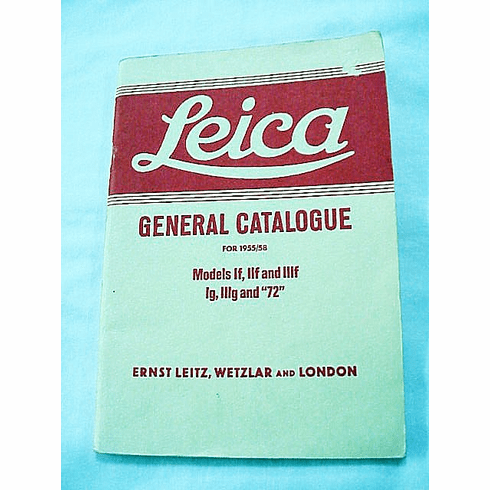 Leica
GENERAL CATALOGUE
FOR 1955/58
Models If, IIf and IIIf
Ig, IIIg and "72"
ERNST LEITZ, WETZLAR AND LONDON